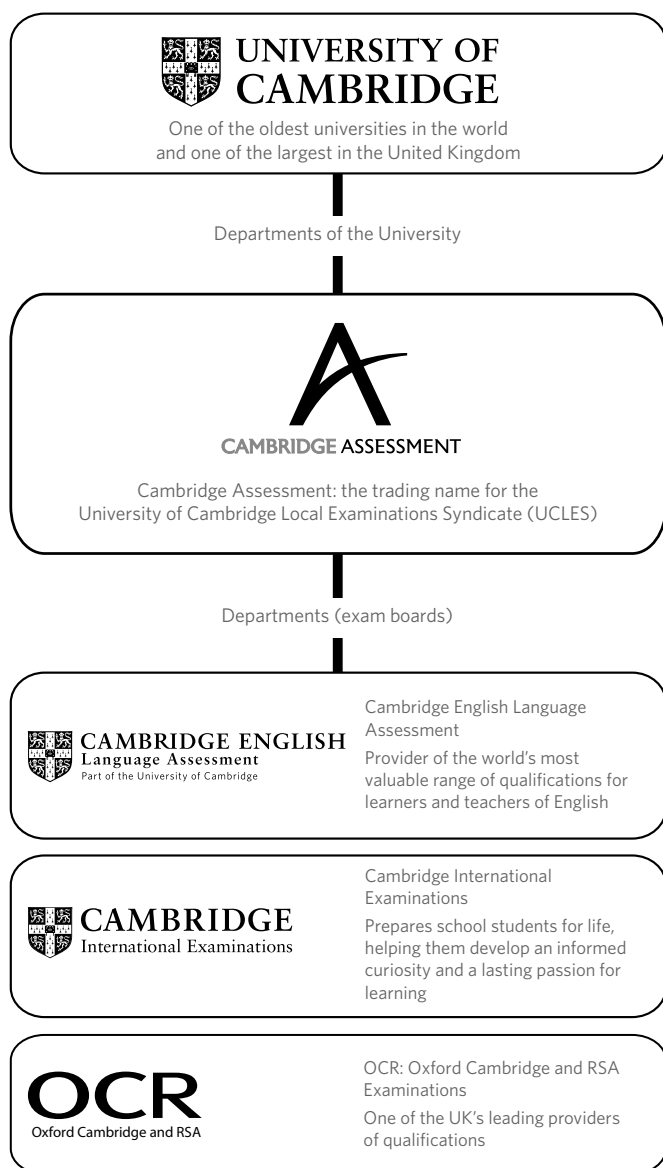 UNIVERSITY OF
CAMBRIDGE
One of the oldest universities in the world
and one of the largest in the United Kingdom
Departments of the University
CAMBRIDGE ASSESSMENT
Cambridge Assessment: the trading name for the
University of Cambridge Local Examinations Syndicate (UCLES)
Departments (exam boards)
CAMBRIDGE ENGLISH
Language Assessment
Part of the University of Cambridge
Cambridge English Language
Assessment
Provider of the world’s most
valuable range of qualifications for
learners and teachers of English
CAMBRIDGE
International Examinations
Cambridge International
Examinations
Prepares school students for life,
helping them develop an informed
curiosity and a lasting passion for
learning
OCR
Oxford Cambridge and RSA
OCR: Oxford Cambridge and RSA
Examinations
One of the UK’s leading providers
of qualifications